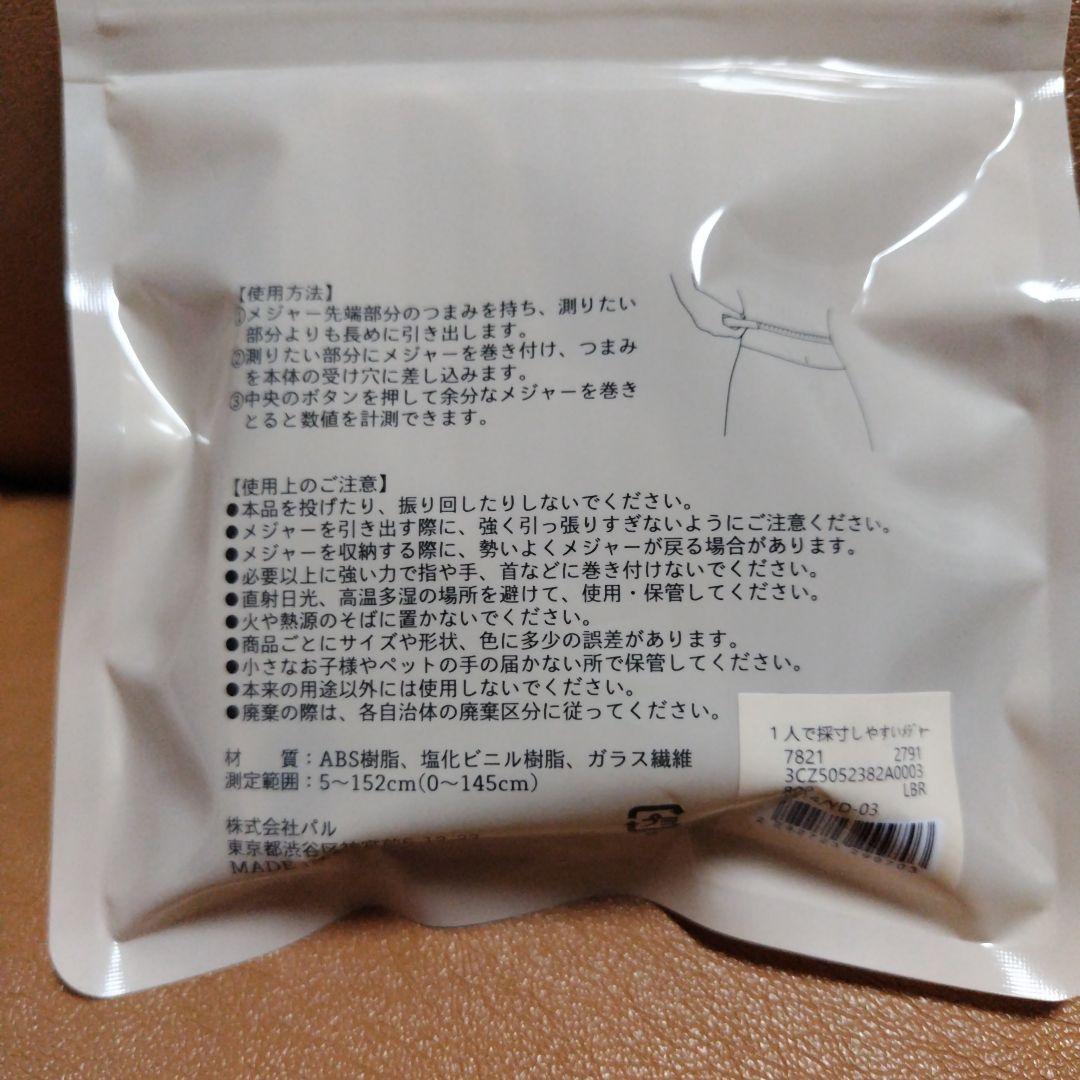 【使用方法】
①メジャー先端部分のつまみを持ち、測りたい
部分よりも長めに引き出します。
②測りたい部分にメジャーを巻き付け、つまみ
を本体の受け穴に差し込みます。
③中央のボタンを押して余分なメジャーを巻き
とると数値を計測できます。
【使用上のご注意】
●本品を投げたり、振り回したりしないでください。
●メジャーを引き出す際に、強く引っ張りすぎないようにご注意ください。
●メジャーを収納する際に、勢いよくメジャーが戻る場合があります。
●必要以上に強い力で指や手、首などに巻き付けないでください。
●直射日光、高温多湿の場所を避けて、使用・保管してください。
●火や熱源のそばに置かないでください。
●商品ごとにサイズや形状、色に多少の誤差があります。
●小さなお子様やペットの手の届かない所で保管してください。
●本来の用途以外には使用しないでください。
●廃棄の際は、各自治体の廃棄区分に従ってください。
材　質：ABS樹脂、塩化ビニル樹脂、ガラス繊維
測定範囲：5～152cm(0～145cm)
株式会社パル
東京都渋谷区
MADE
1人で採寸しやすいメジャー
7821 2791
3CZ5052382A0003
LBR
D-03